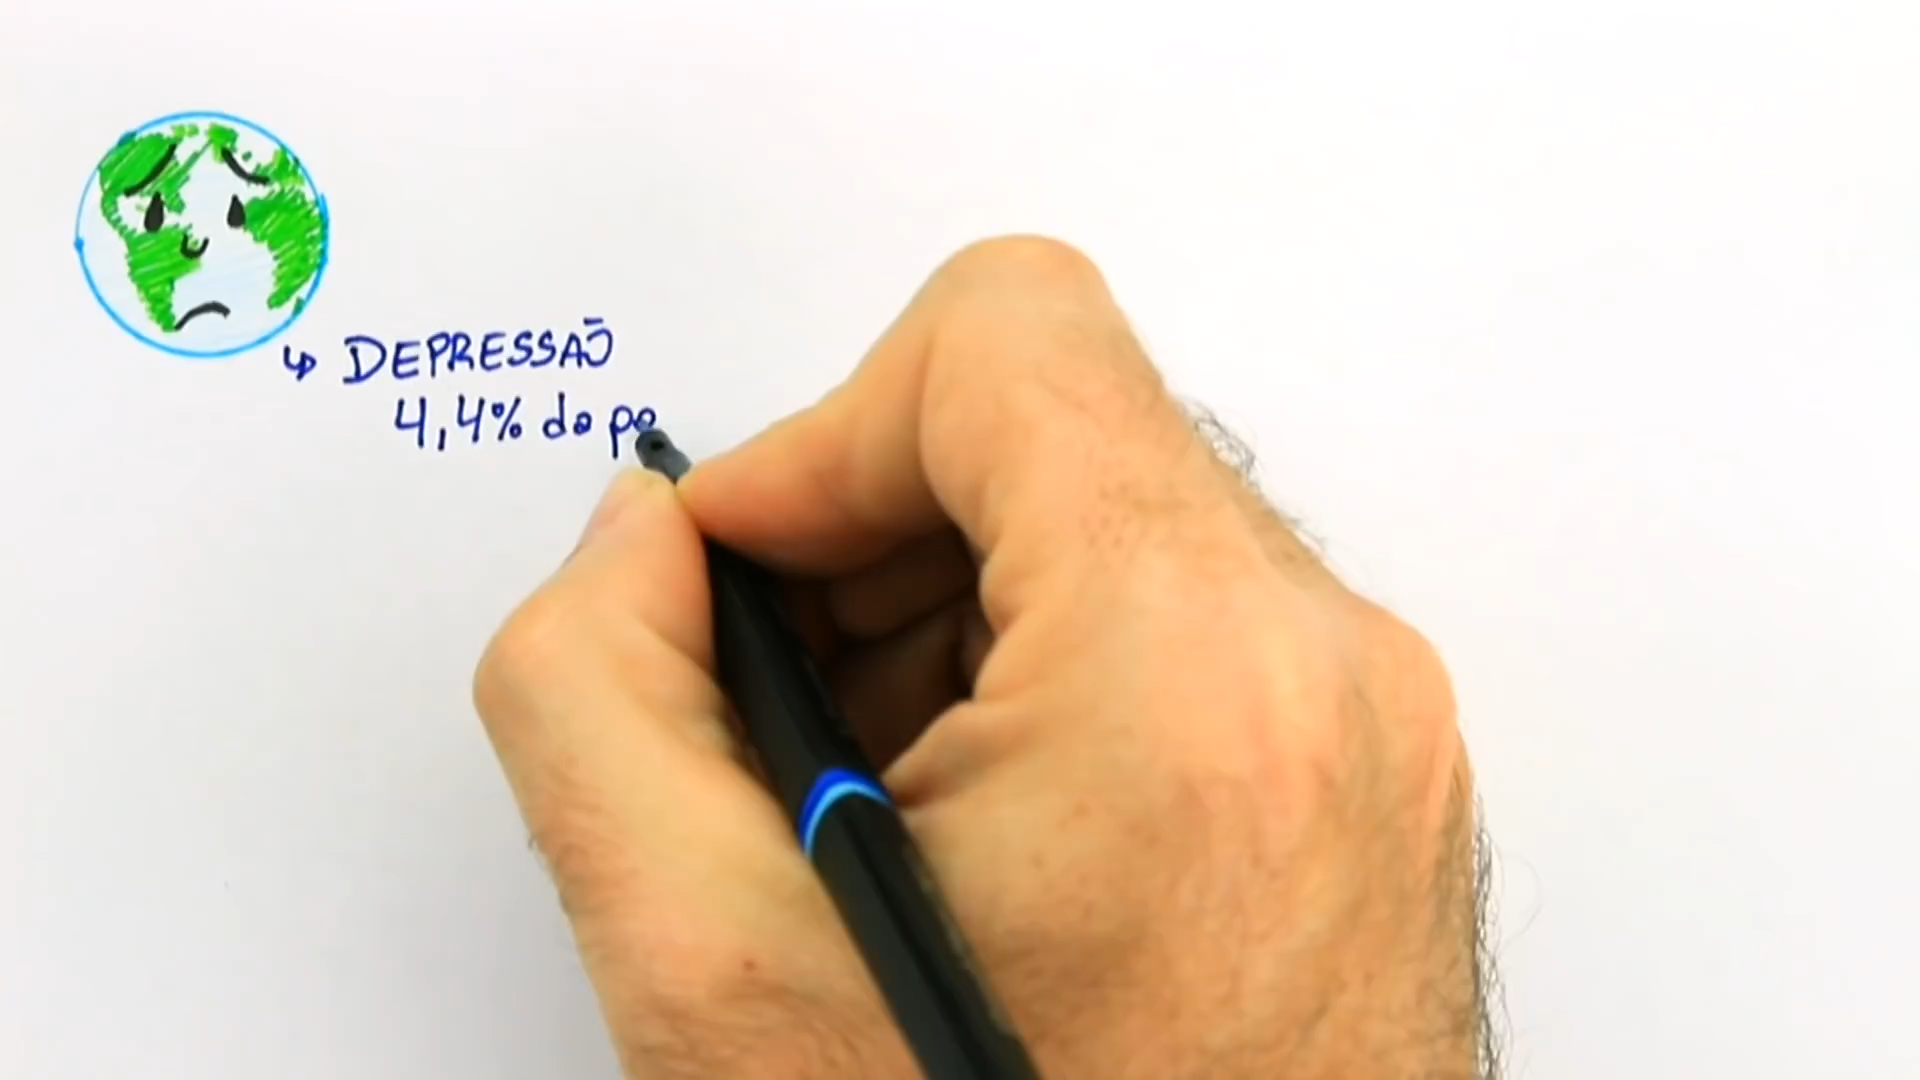 ↳ DEPRESSÃO
4,4% da po